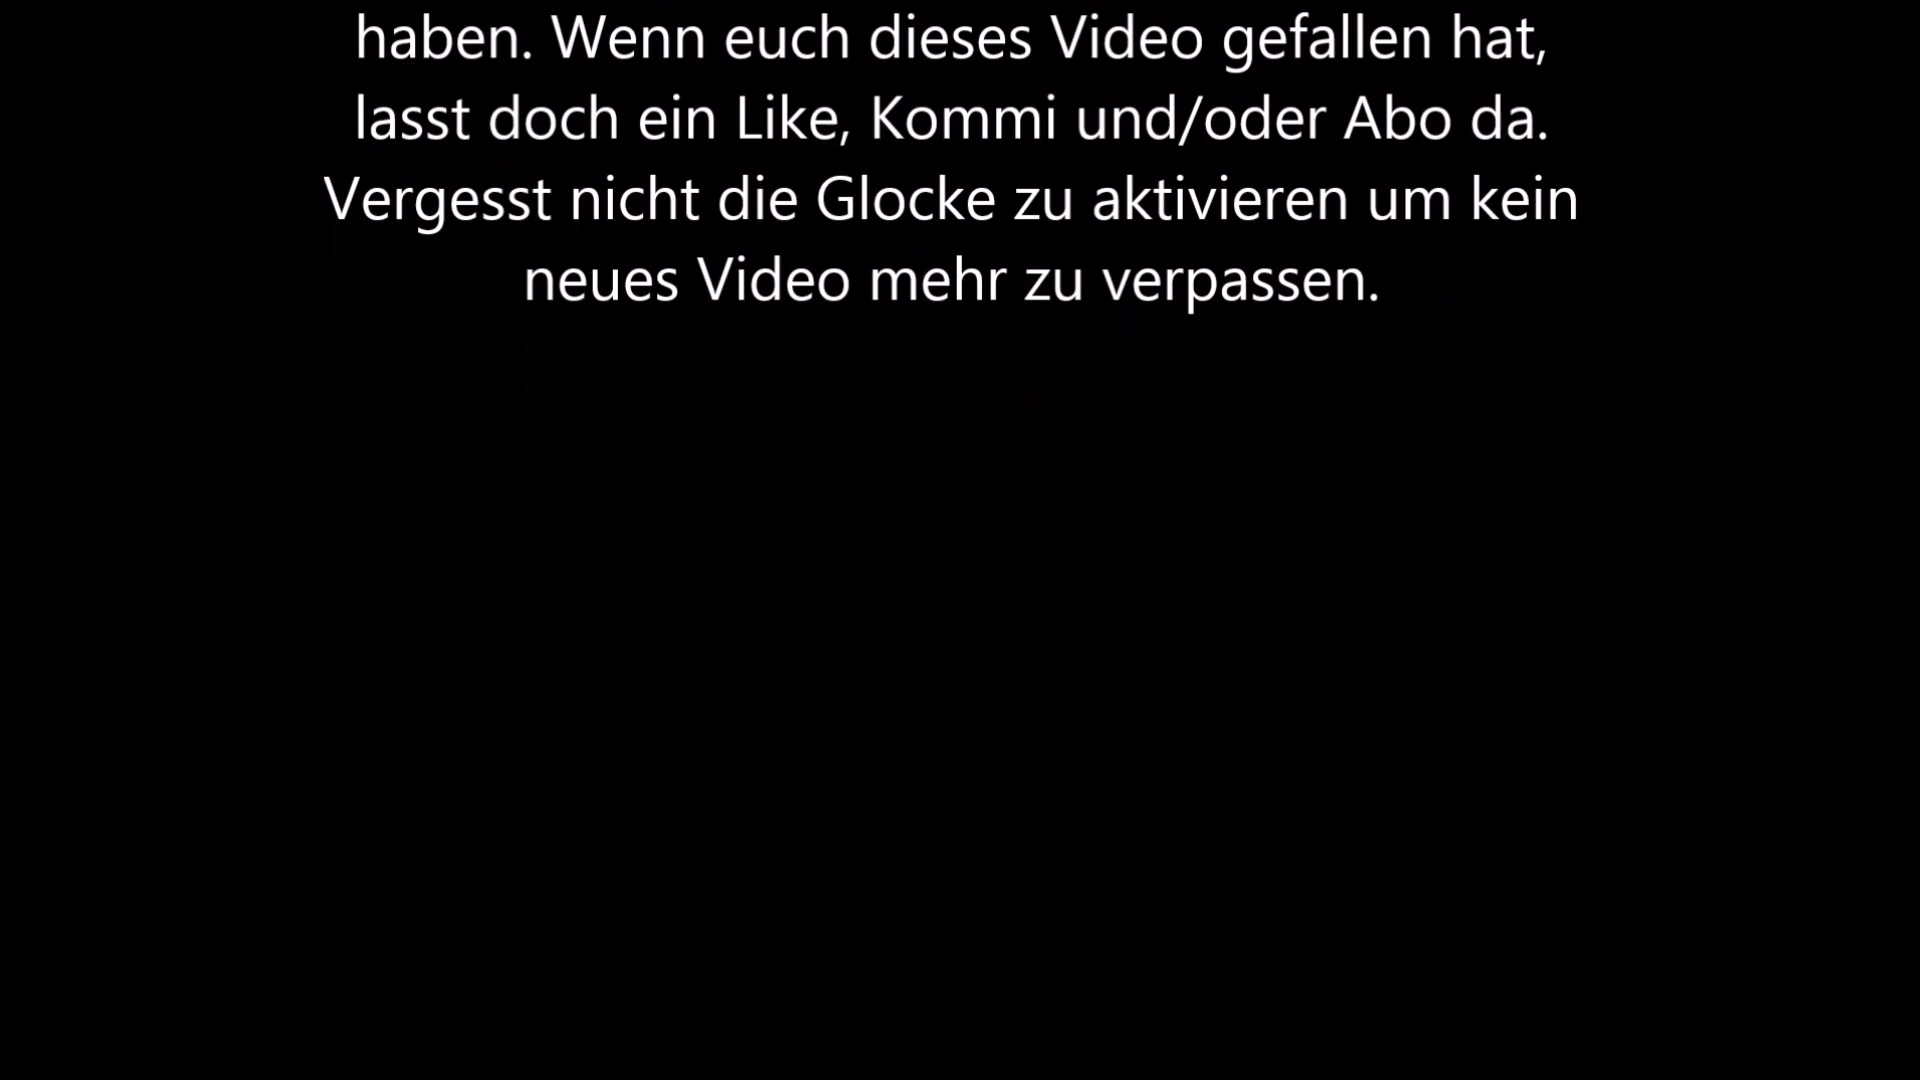 haben. Wenn euch dieses Video gefallen hat,
lasst doch ein Like, Kommi und/oder Abo da.
Vergesst nicht die Glocke zu aktivieren um kein
neues Video mehr zu verpassen.